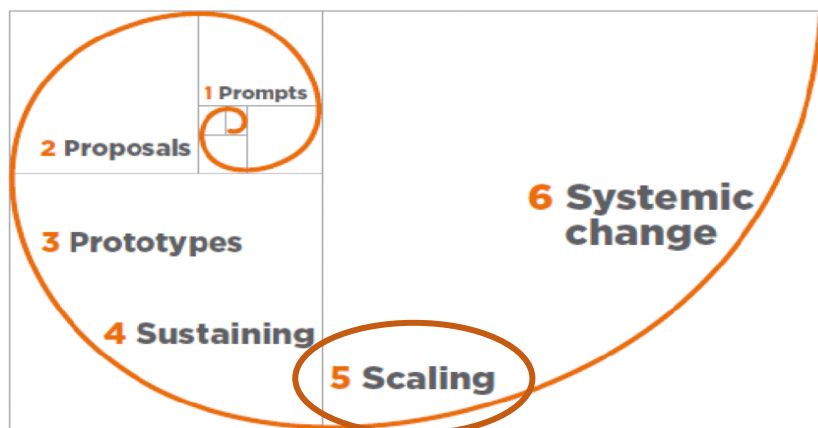 1 Prompts
2 Proposals
3 Prototypes
4 Sustaining
5 Scaling
6 Systemic
change